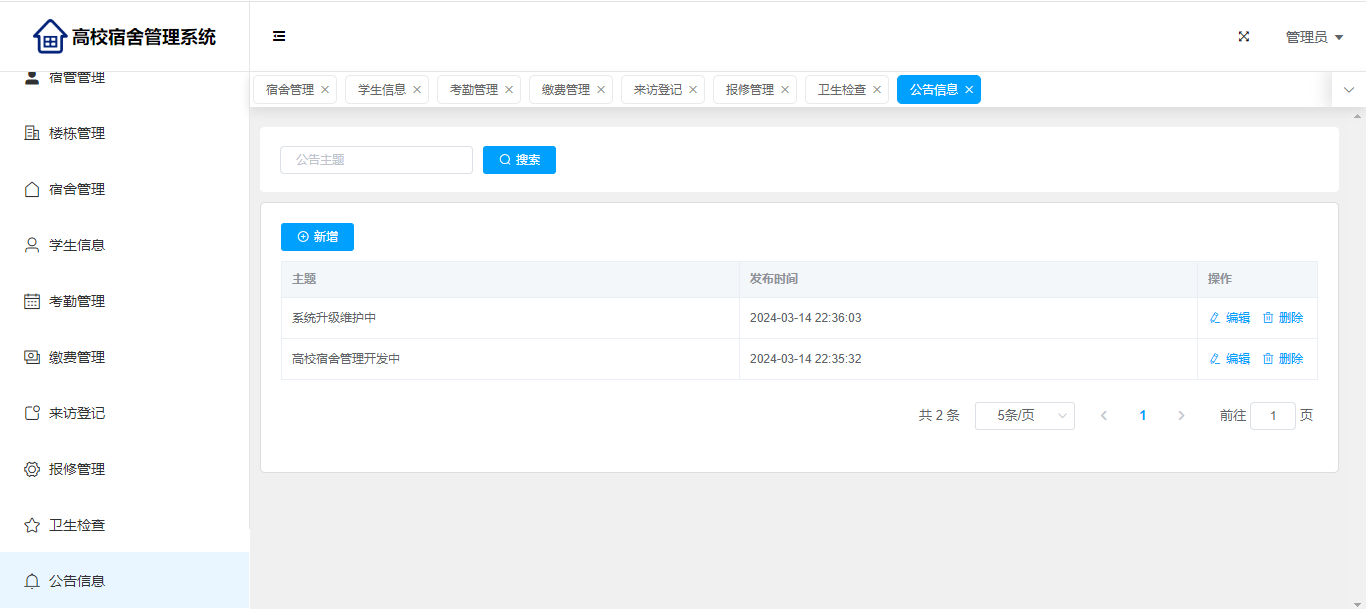 高校宿舍管理系统
管理员
宿管管理
楼栋管理
宿舍管理
学生信息
考勤管理
缴费管理
来访登记
报修管理
卫生检查
公告信息
宿舍管理 学生信息 考勤管理 缴费管理 来访登记 报修管理 卫生检查 公告信息
公告主题 搜索
新增
主题 发布时间 操作
系统升级维护中 2024-03-14 22:36:03 编辑 删除
高校宿舍管理开发中 2024-03-14 22:35:32 编辑 删除
共 2 条 5条/页 1 前往 1 页